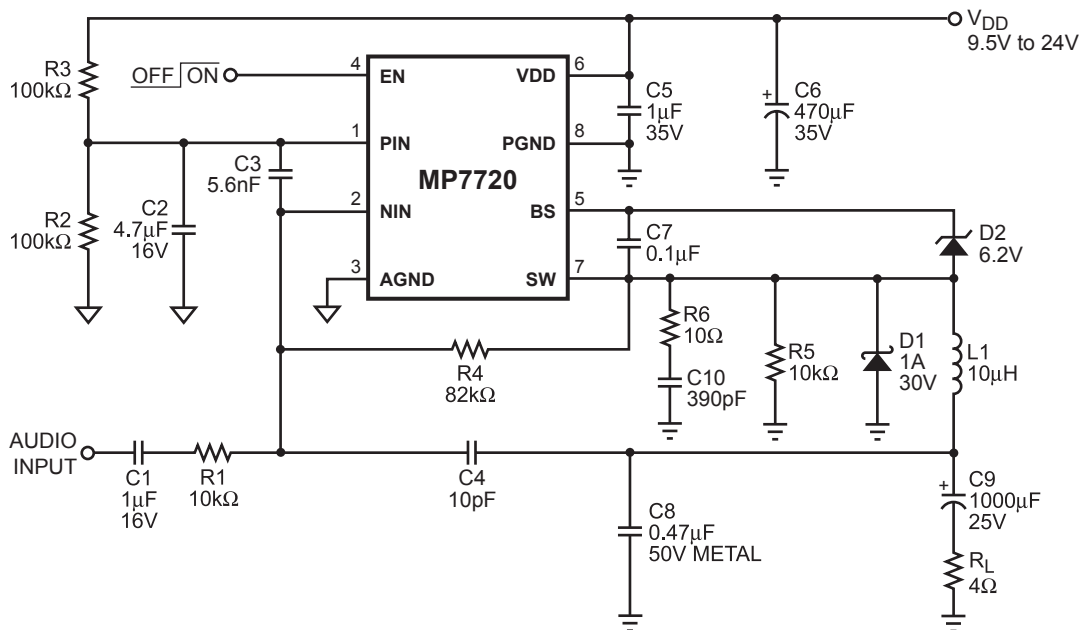 VDD
9.5V to 24V
R3
100kΩ
OFF ON
4
EN
VDD
6
C5
1µF
35V
+
C6
470µF
35V
1
PIN
PGND
8
C3
5.6nF
MP7720
R2
100kΩ
C2
4.7µF
16V
2
NIN
BS
5
C7
0.1µF
D2
6.2V
3
AGND
SW
7
R6
10Ω
C10
390pF
R5
10kΩ
D1
1A
30V
L1
10µH
R4
82kΩ
AUDIO
INPUT
C1
1µF
16V
R1
10kΩ
C4
10pF
C8
0.47µF
50V METAL
+
C9
1000µF
25V
RL
4Ω